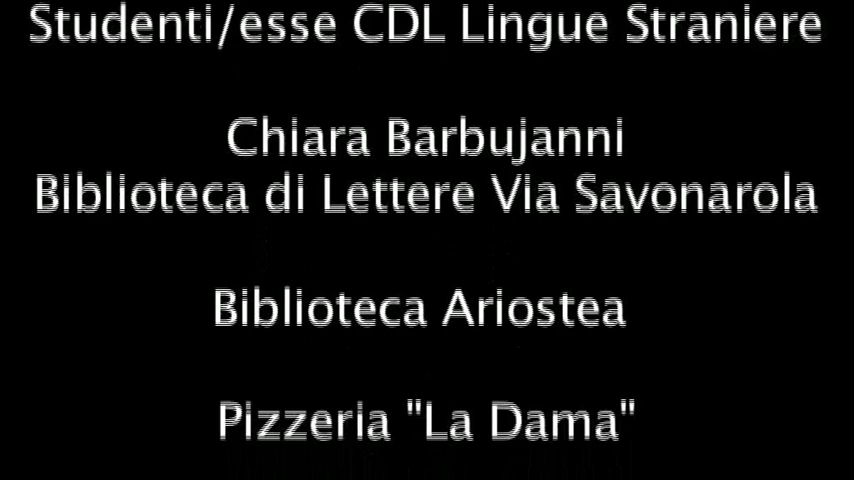 Studenti/esse CDL Lingue Straniere
Chiara Barbujanni
Biblioteca di Lettere Via Savonarola
Biblioteca Ariostea
Pizzeria "La Dama"